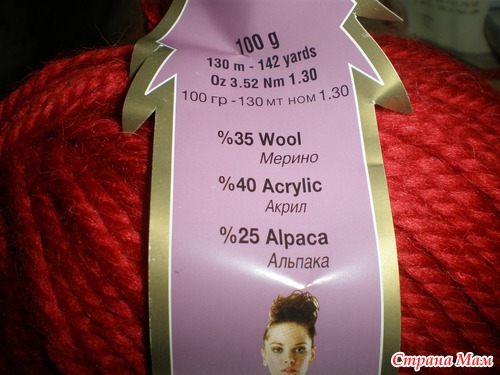 100 g
130 m - 142 yards
Oz 3.52 Nm 1.30
100 гр - 130 мт ном 1.30
%35 Wool
Мерино
%40 Acrylic
Акрил
%25 Alpaca
Альпака
Страна Мам